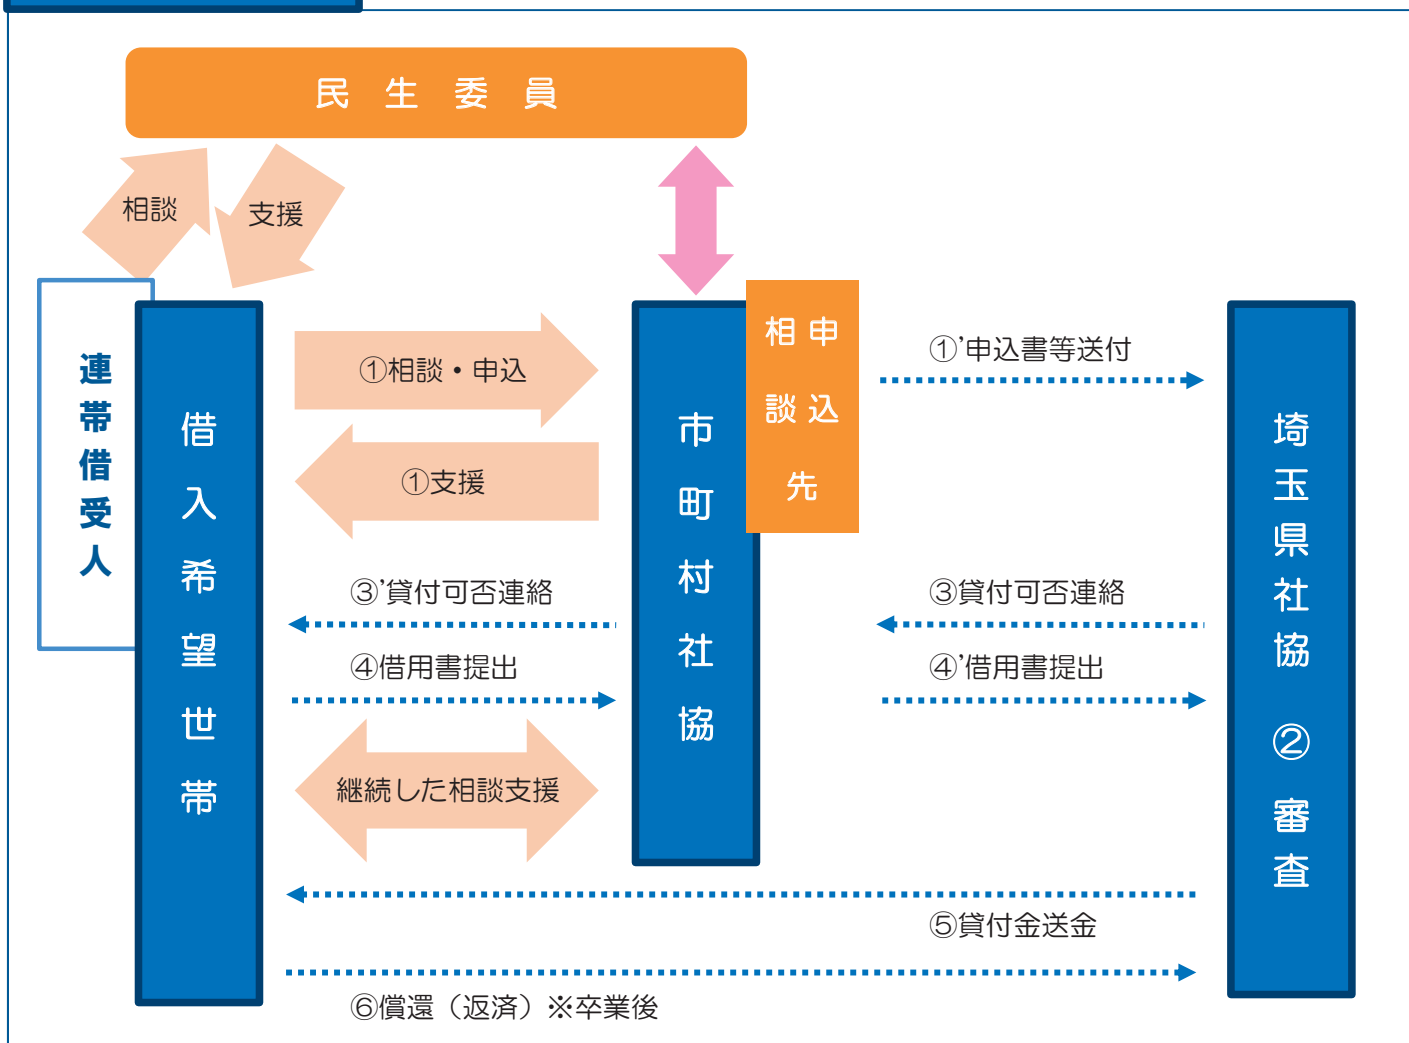 民生委員
相談
支援
連帯借受人
借入希望世帯
①相談・申込
①支援
③’貸付可否連絡
④借用書提出
継続した相談支援
市町村社協
申込
相談先
①’申込書等送付
③貸付可否連絡
④’借用書提出
埼玉県社協 ②審査
⑤貸付金送金
⑥償還（返済）※卒業後